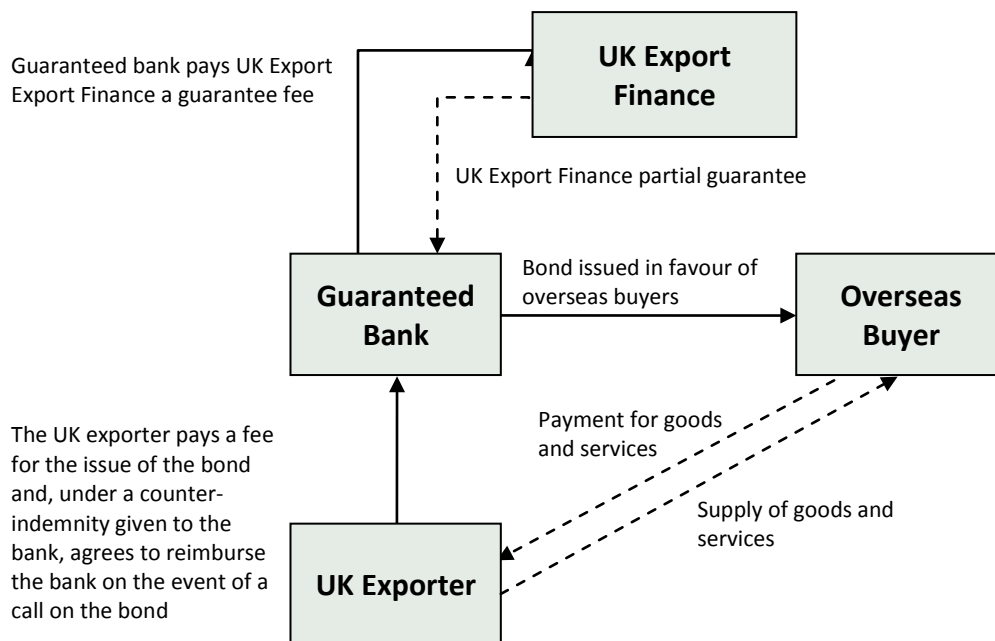 Guaranteed bank pays UK Export
Export Finance a guarantee fee
UK Export
Finance
UK Export Finance partial guarantee
Guaranteed
Bank
Bond issued in favour of
overseas buyers
Overseas
Buyer
The UK exporter pays a fee
for the issue of the bond
and, under a counter-
indemnity given to the
bank, agrees to reimburse
the bank on the event of a
call on the bond
Payment for goods
and services
Supply of goods and
services
UK Exporter